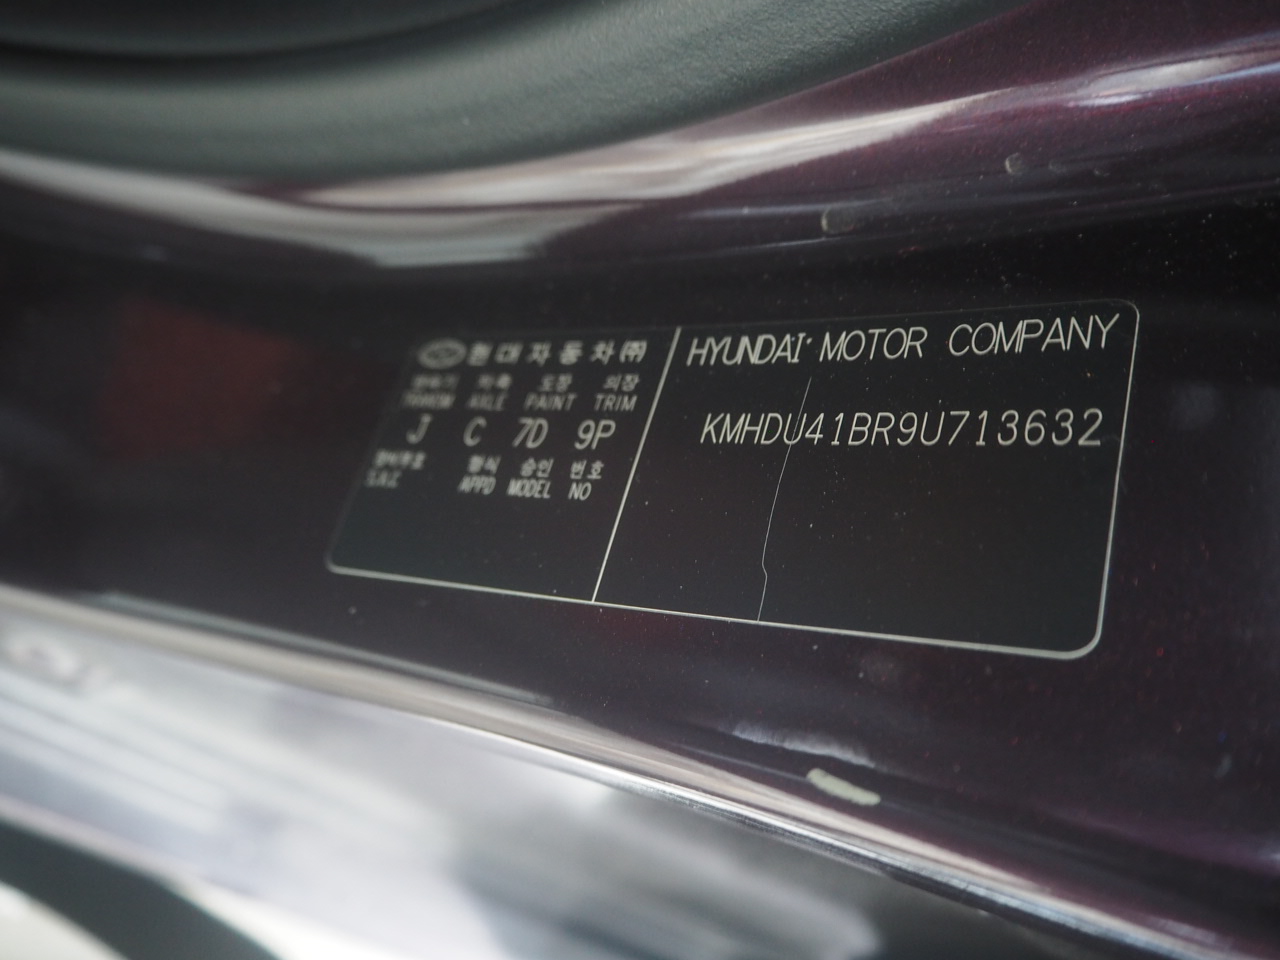 현대자동차(주)
변속기 차축 도장 의장
TRANSM AXLE PAINT TRIM
J C 7D 9P
형식 승인 번호
APPD MODEL NO
HYUNDAI MOTOR COMPANY
KMHDU41BR9U713632